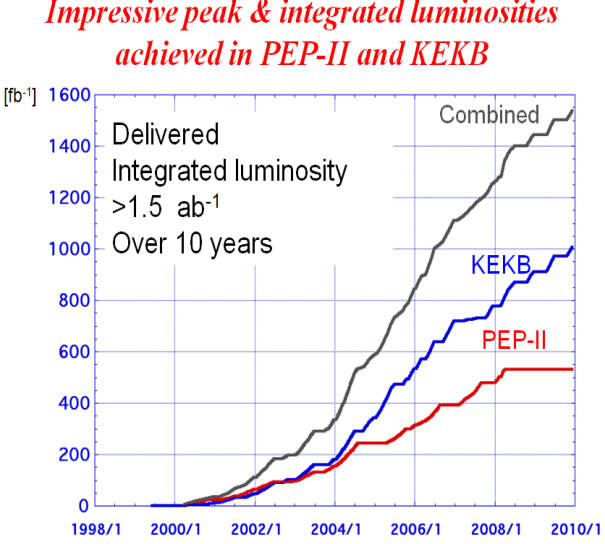 Impressive peak & integrated luminosities
achieved in PEP-II and KEKB
[fb⁻¹]
1600
1400
1200
1000
800
600
400
200
0
Delivered
Integrated luminosity
>1.5 ab⁻¹
Over 10 years
Combined
KEKB
PEP-II
1998/1 2000/1 2002/1 2004/1 2006/1 2008/1 2010/1